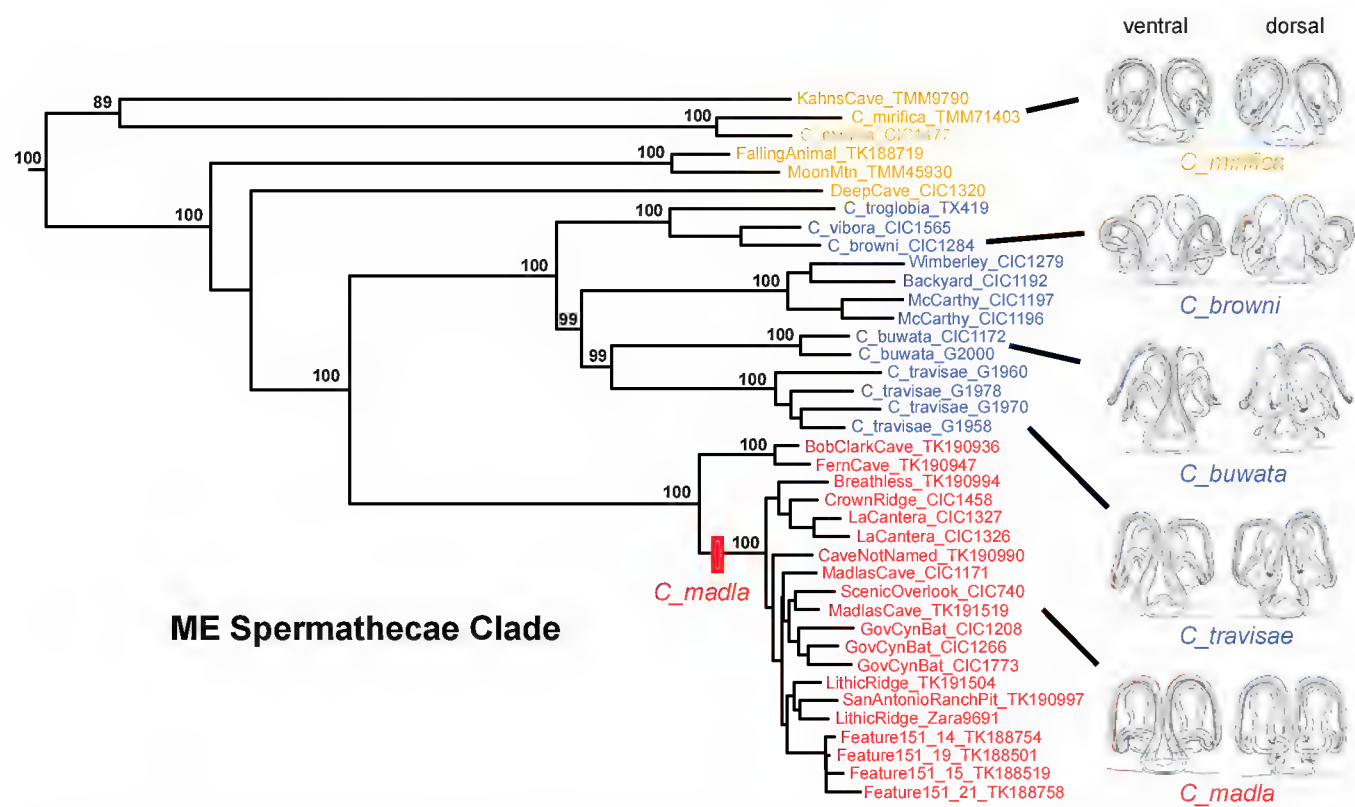 ventral dorsal
89
KahnsCave_TMM9790
100
C_mirifica_TMM71403
100
100
FallingAnimal_TK188719
MoonMtn_TMM45930
C_mirifica
100
DeepCave_CIC1320
100
C_troglobia_TX419
C_vibora_CIC1565
C_browni_CIC1284
100
Wimberley_CIC1279
100
Backyard_CIC1192
McCarthy_CIC1197
C_browni
99
McCarthy_CIC1196
100
C_buwata_CIC1172
99
C_buwata_G2000
100
C_travisae_G1960
100
C_travisae_G1978
C_travisae_G1970
C_travisae_G1958
100
BobClarkCave_TK190936
FernCave_TK190947
C_buwata
100
Breathless_TK190994
CrownRidge_CIC1458
LaCantera_CIC1327
LaCantera_CIC1326
100
CaveNotNamed_TK190990
MadlasCave_CIC1171
C_madla
ScenicOverlook_CIC740
MadlasCave_TK191519
ME Spermathecae Clade
GovCynBat_CIC1208
C_travisae
GovCynBat_CIC1266
GovCynBat_CIC1773
LithicRidge_TK191504
SanAntonioRanchPit_TK190997
LithicRidge_Zara9691
Feature151_14_TK188754
Feature151_19_TK188501
Feature151_15_TK188519
Feature151_21_TK188758
C_madla